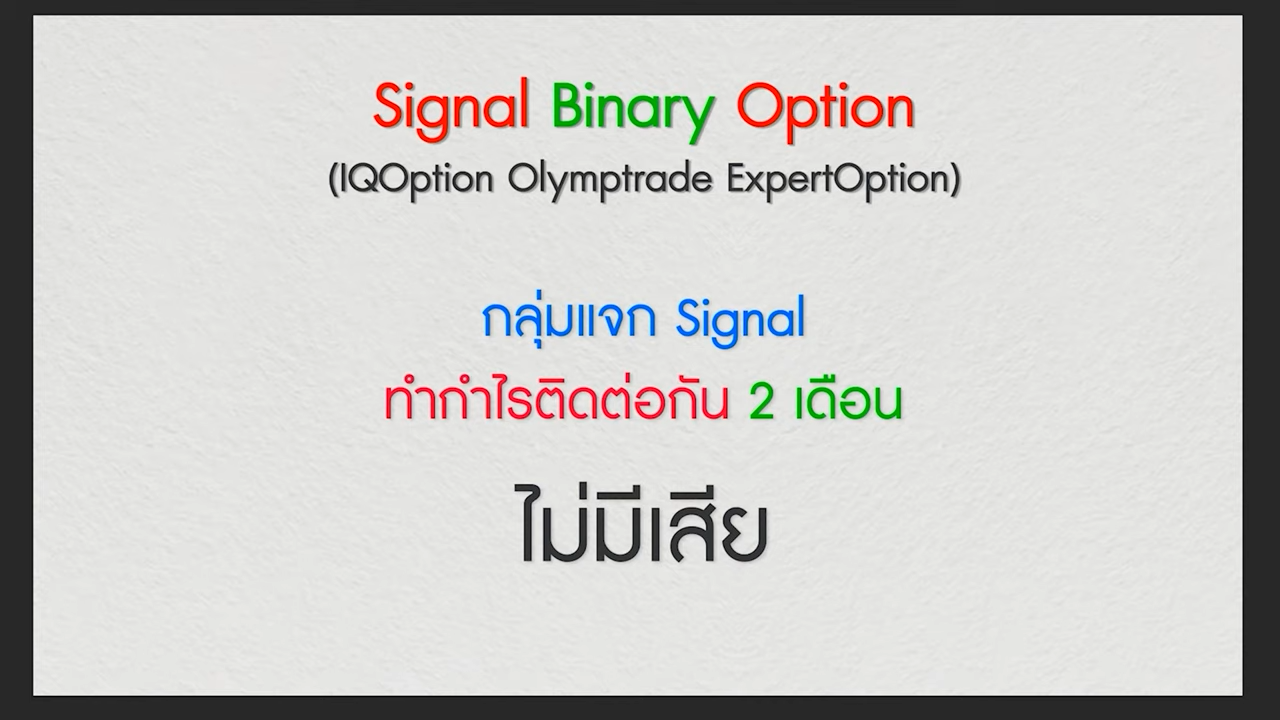 Signal Binary Option
(IQOption Olymptrade ExpertOption)
กลุ่มแจก Signal
ทำกำไรติดต่อกัน 2 เดือน
ไม่มีเสีย